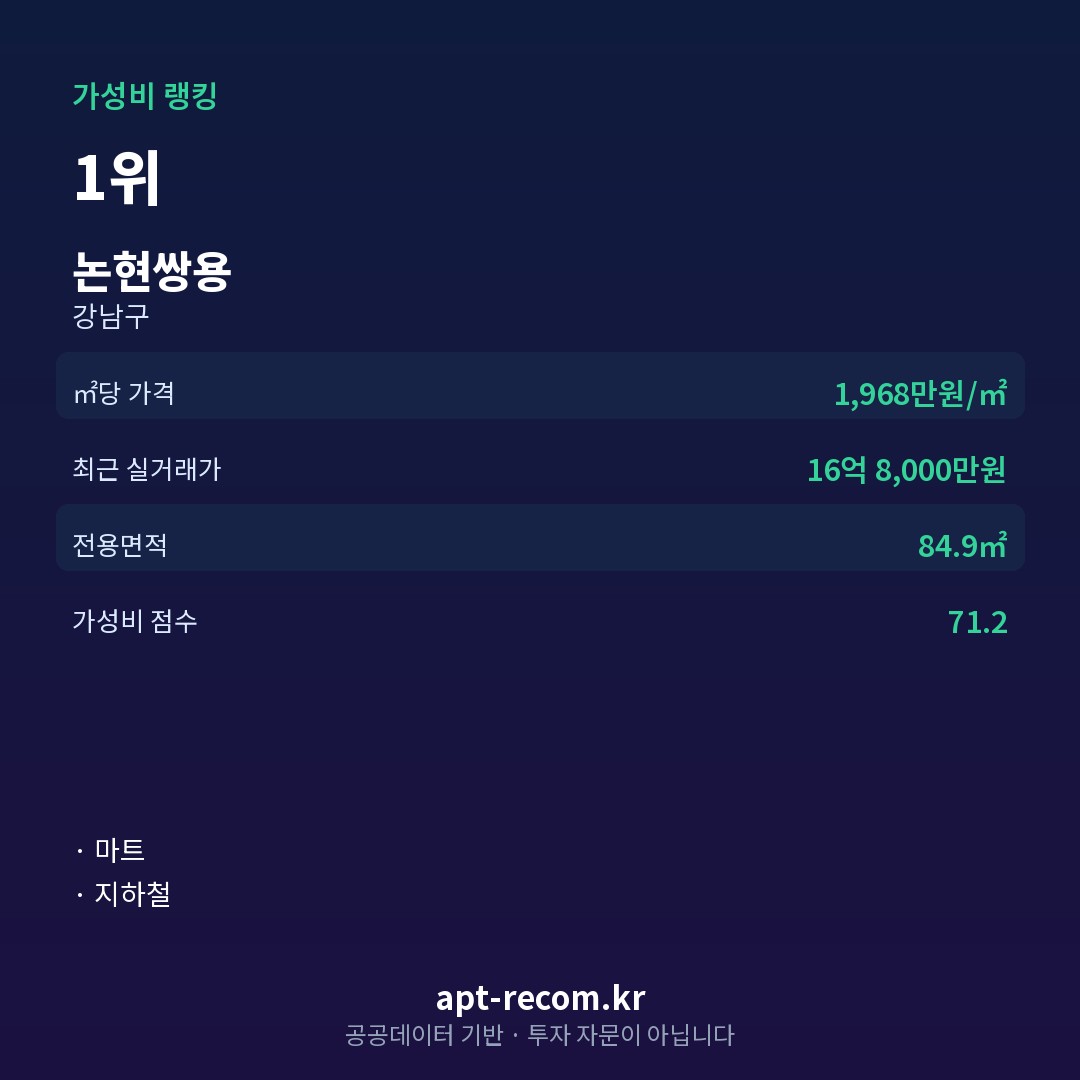 가성비 랭킹
1위
논현쌍용
강남구
㎡당 가격 1,968만원/㎡
최근 실거래가 16억 8,000만원
전용면적 84.9㎡
가성비 점수 71.2
· 마트
· 지하철
apt-recom.kr
공공데이터 기반 · 투자 자문이 아닙니다